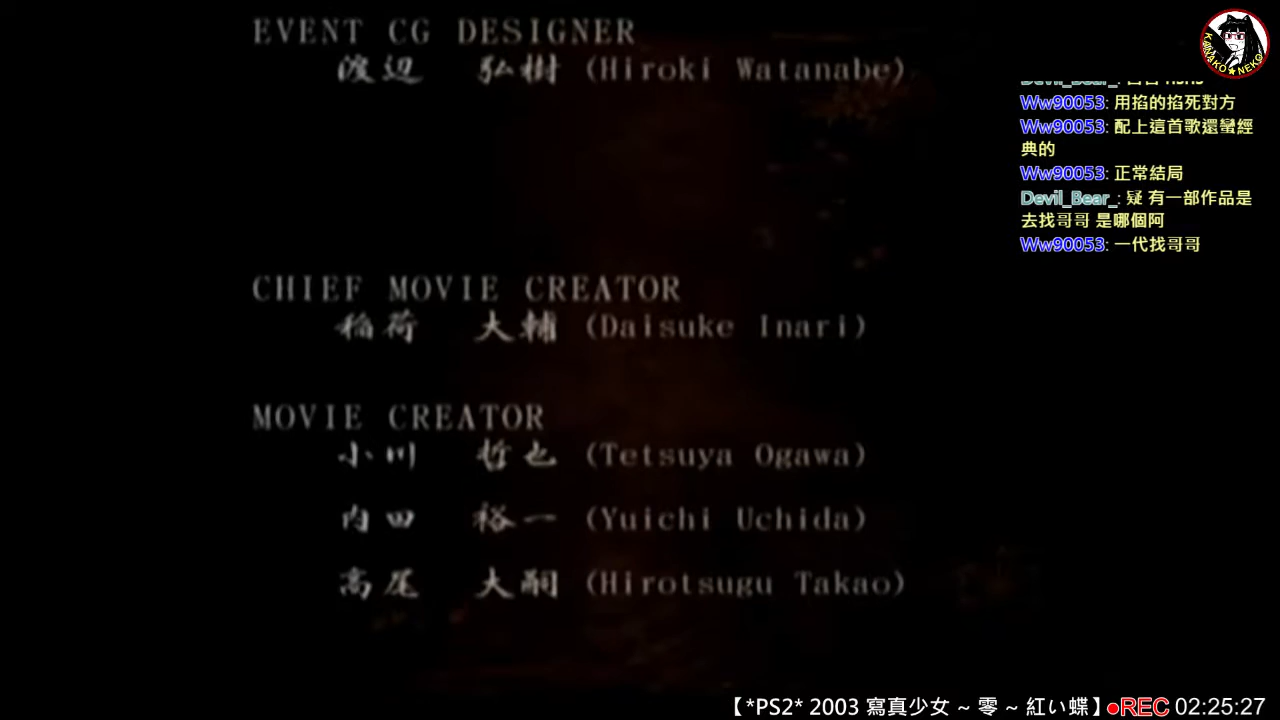 EVENT CG DESIGNER
渡辺 弘樹 (Hiroki Watanabe)
CHIEF MOVIE CREATOR
稲荷 大輔 (Daisuke Inari)
MOVIE CREATOR
小川 哲也 (Tetsuya Ogawa)
内田 裕一 (Yuichi Uchida)
高尾 大嗣 (Hirotsugu Takao)
KANAKO★NEKO
Ww90053: 用掐的掐死對方
Ww90053: 配上這首歌還蠻經
典的
Ww90053: 正常結局
Devil_Bear_: 疑 有一部作品是
去找哥哥 是哪個阿
Ww90053: 一代找哥哥
【*PS2* 2003 寫真少女 ~ 零 ~ 紅い蝶】●REC 02:25:27